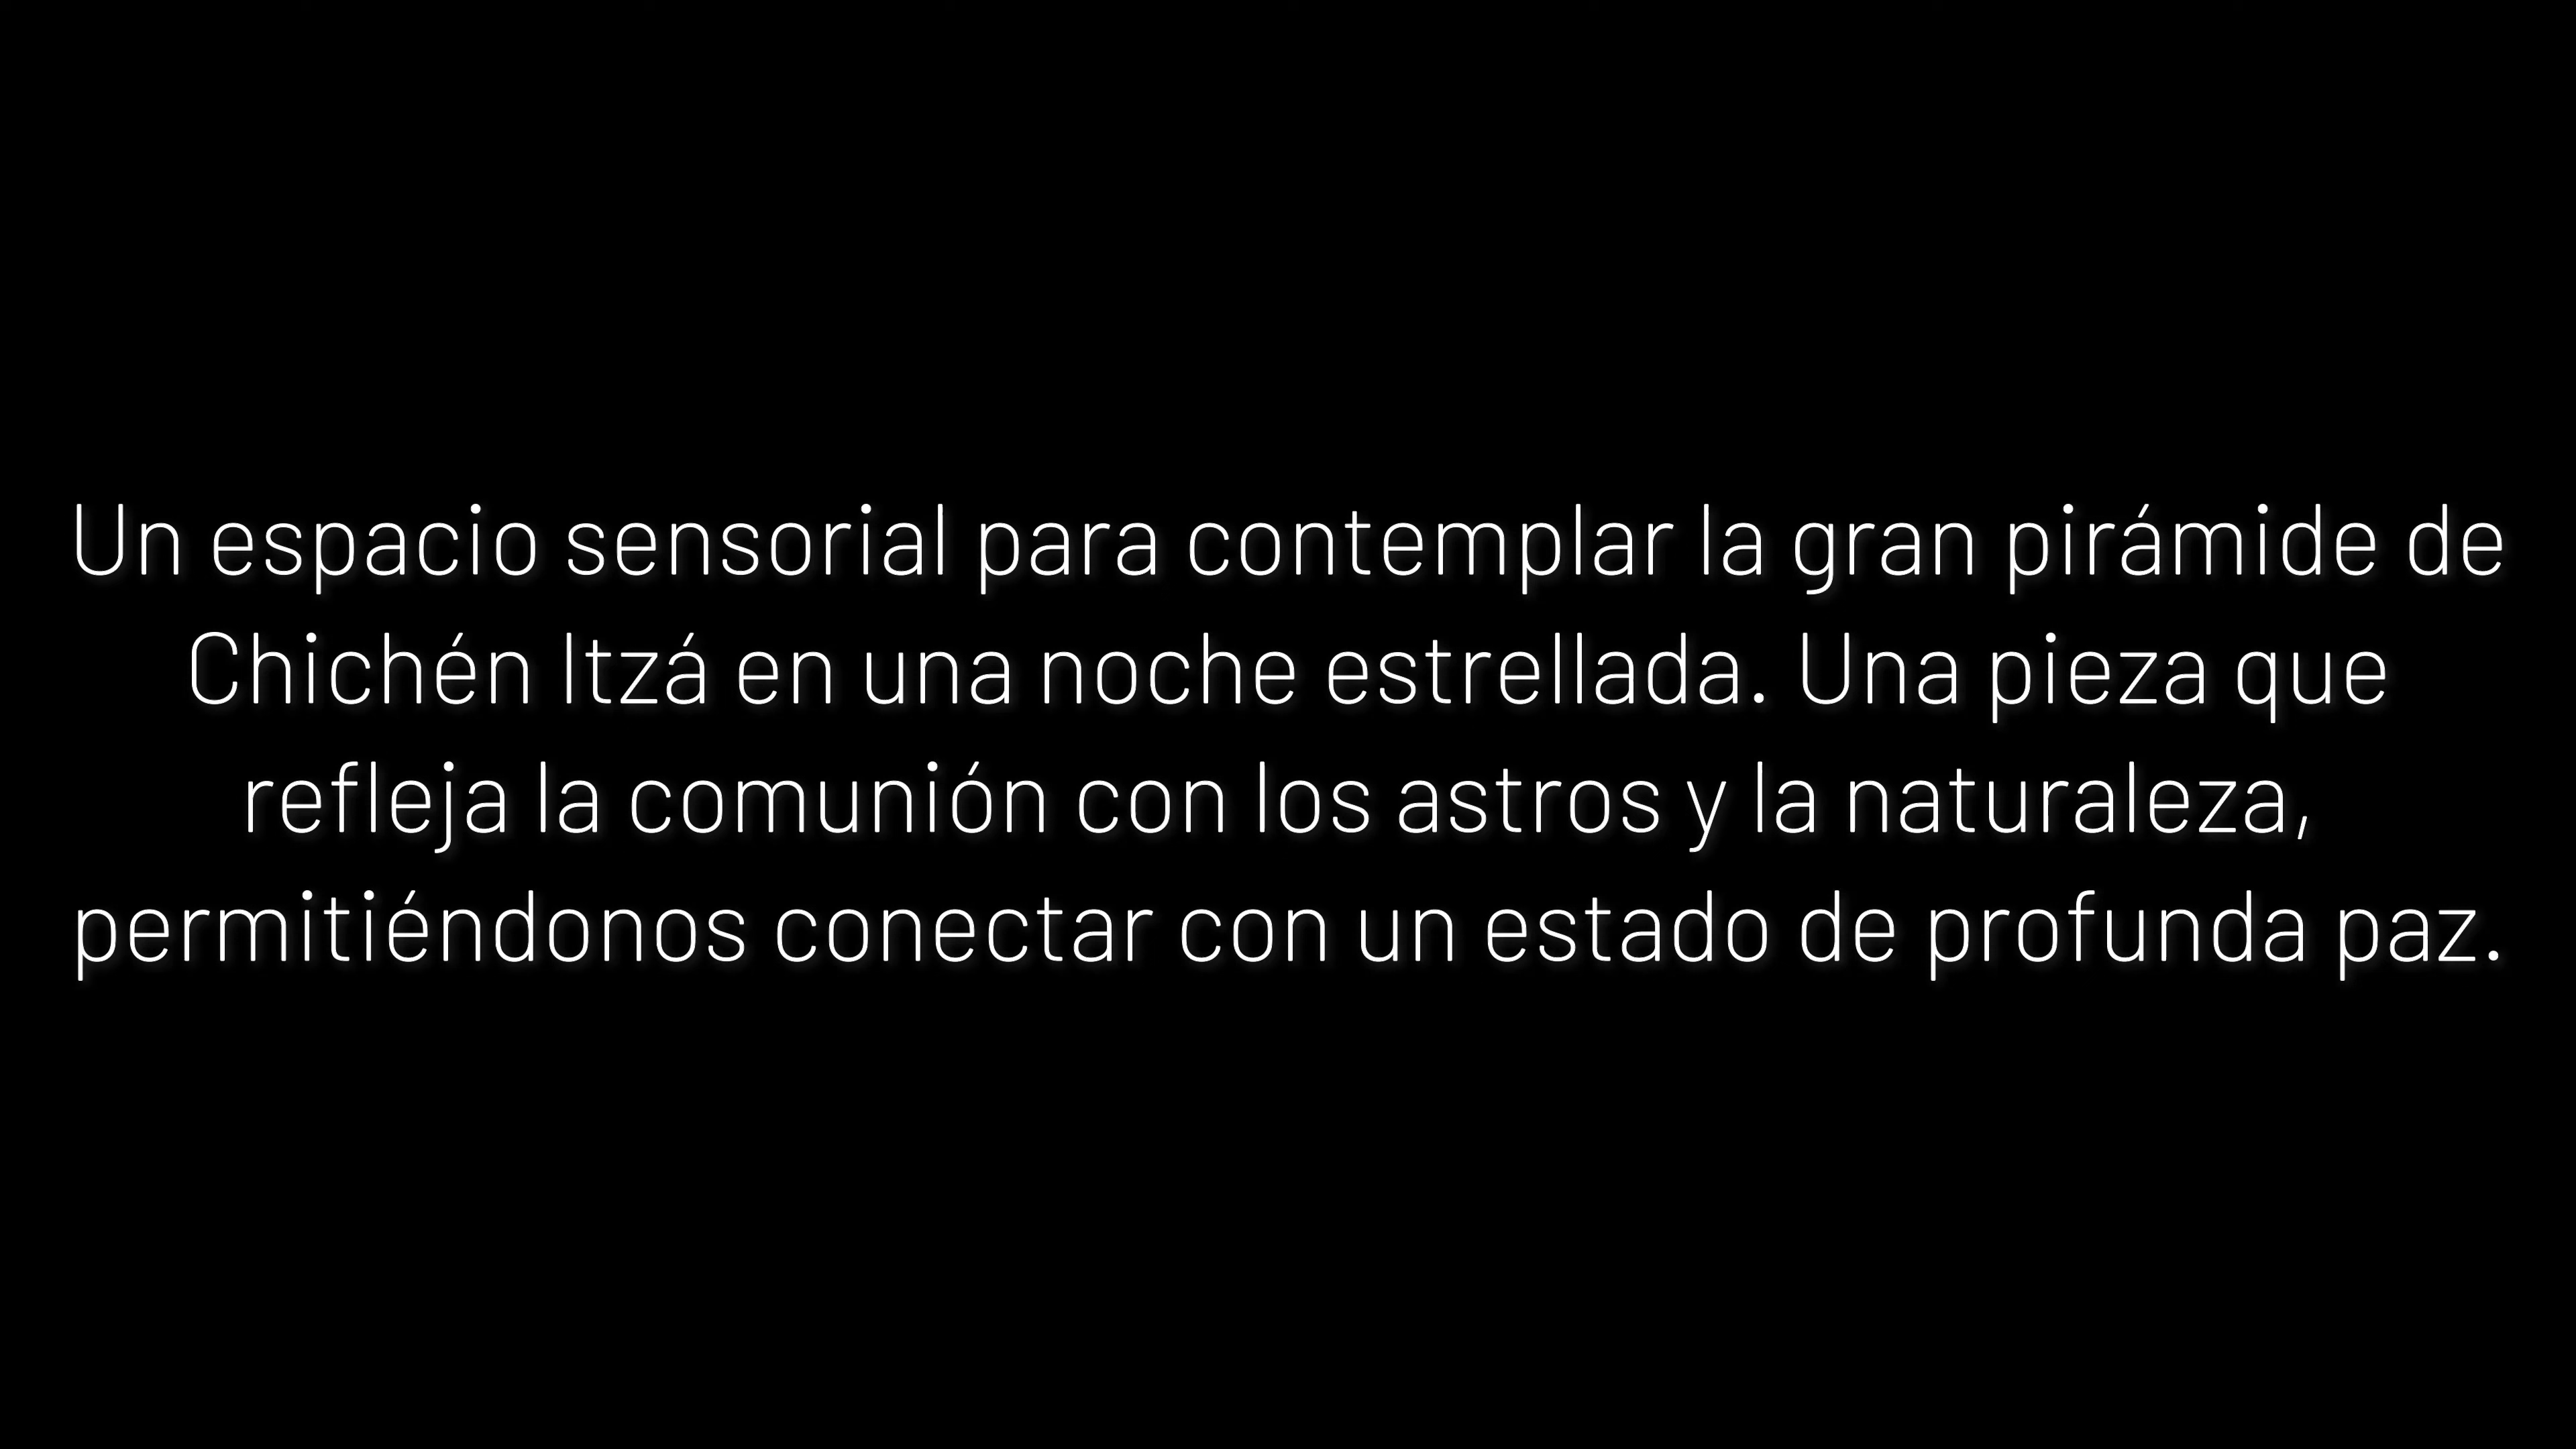 Un espacio sensorial para contemplar la gran pirámide de
Chichén Itzá en una noche estrellada. Una pieza que
refleja la comunión con los astros y la naturaleza,
permitiéndonos conectar con un estado de profunda paz.